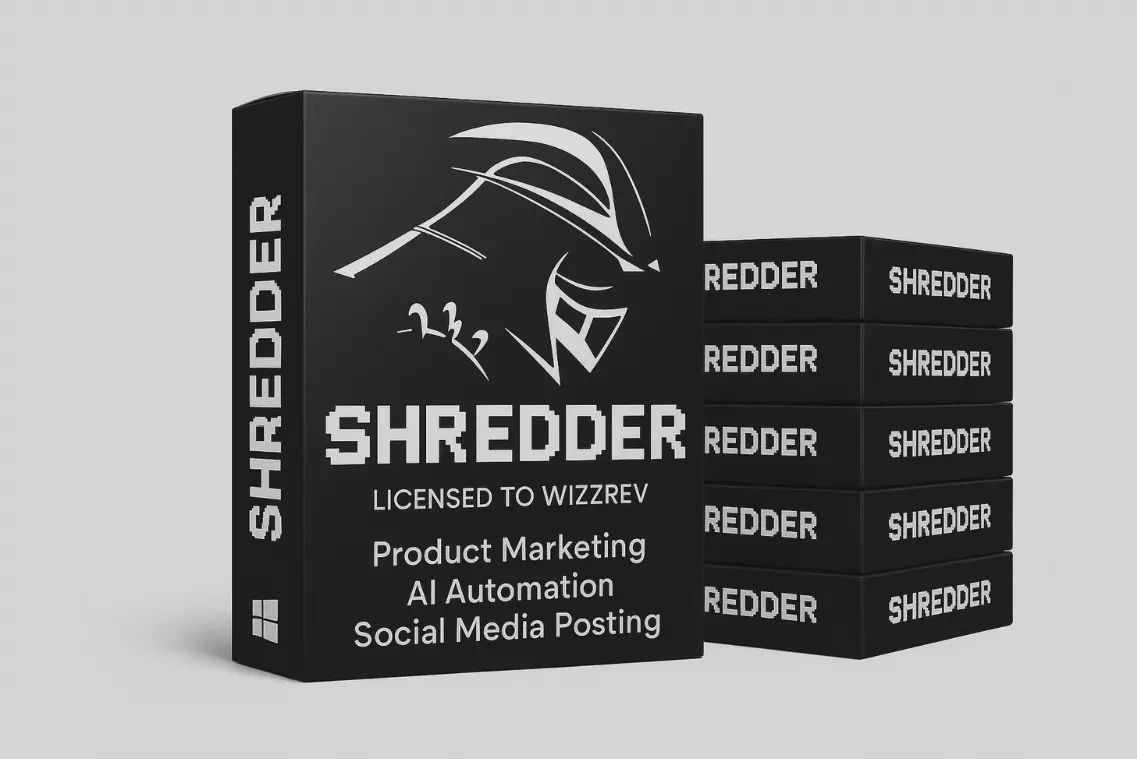 SHREDDER
SHREDDER
LICENSED TO WIZZREV
Product Marketing
AI Automation
Social Media Posting
REDDER
SHREDDER
REDDER
SHREDDER
REDDER
SHREDDER
REDDER
SHREDDER
REDDER
SHREDDER